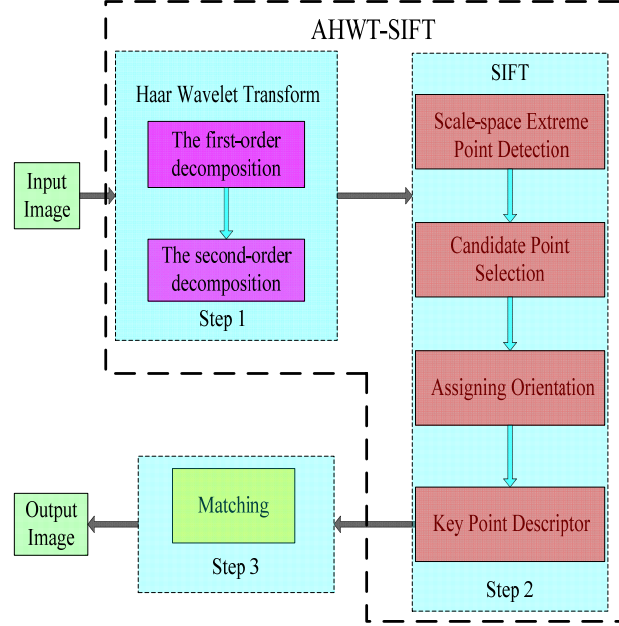 AHWT-SIFT
Haar Wavelet Transform
The first-order
decomposition
The second-order
decomposition
Step 1
Input
Image
SIFT
Scale-space Extreme
Point Detection
Candidate Point
Selection
Assigning Orientation
Key Point Descriptor
Step 2
Matching
Step 3
Output
Image